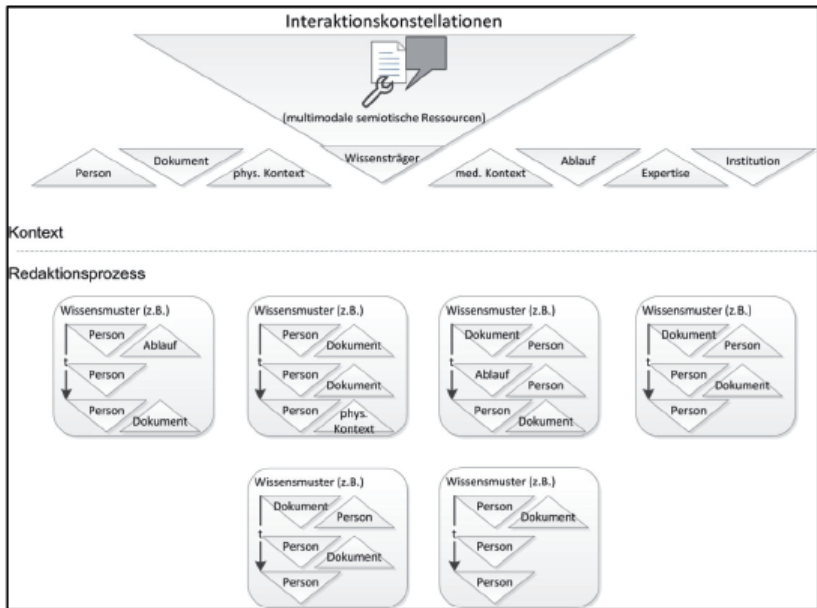 Interaktionskonstellationen
(multimodale semiotische Ressourcen)
Person
Dokument
phys. Kontext
Wissensträger
med. Kontext
Ablauf
Expertise
Institution
Kontext
Redaktionsprozess
Wissensmuster (z.B.)
Person
Ablauf
t
Person
Person
Dokument
Wissensmuster (z.B.)
Person
Dokument
t
Person
Dokument
Person
phys.
Kontext
Wissensmuster (z.B.)
Dokument
Person
t
Ablauf
Person
Person
Dokument
Wissensmuster (z.B.)
Dokument
Person
t
Person
Dokument
Person
Wissensmuster (z.B.)
Dokument
Person
t
Person
Dokument
Person
Wissensmuster (z.B.)
Person
Dokument
t
Person
Person